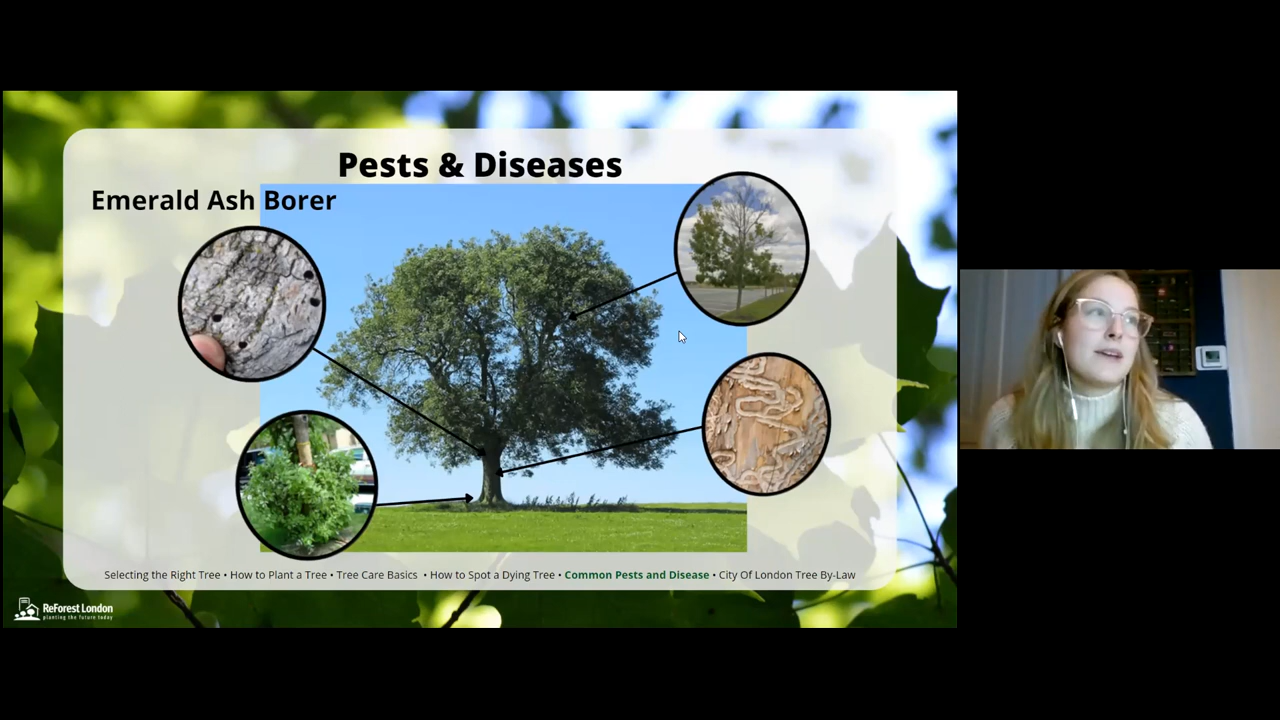 Pests & Diseases
Emerald Ash Borer
Selecting the Right Tree • How to Plant a Tree • Tree Care Basics • How to Spot a Dying Tree • Common Pests and Disease • City Of London Tree By-Law
ReForest London
planting the future today